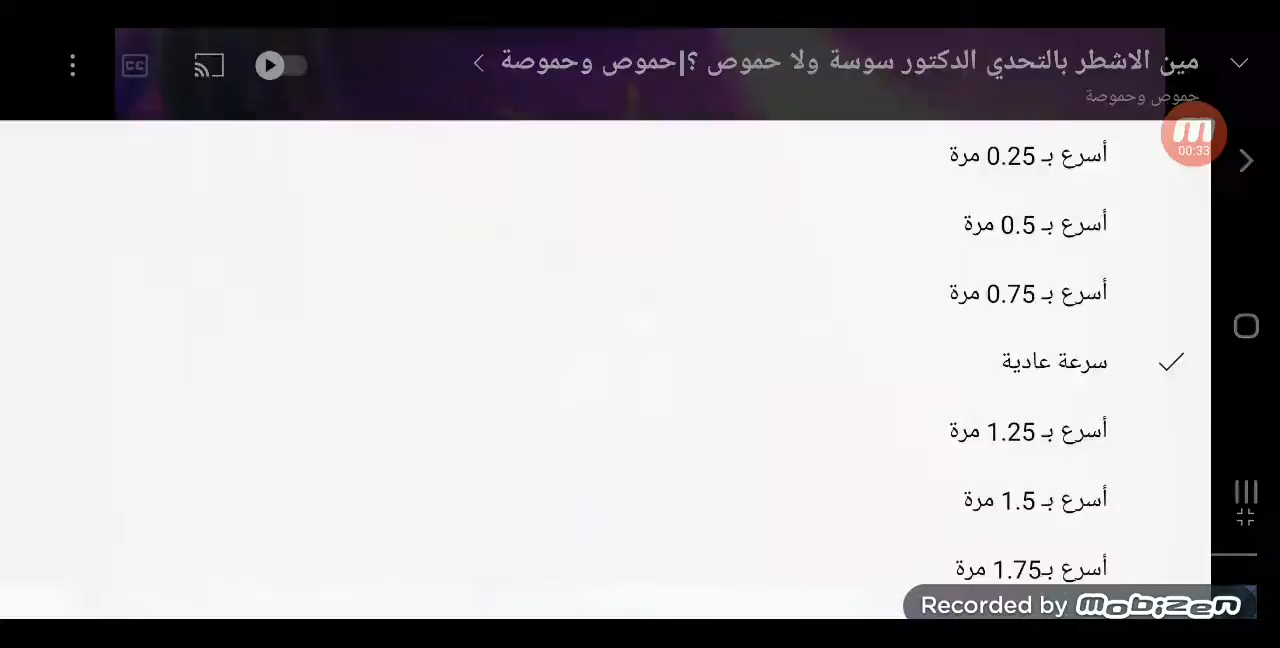 مين الاشطر بالتحدي الدكتور سوسة ولا حموص ؟|حموص وحموصة
حموص وحموصة
CC
00:33
أسرع بـ 0.25 مرة
أسرع بـ 0.5 مرة
أسرع بـ 0.75 مرة
سرعة عادية
أسرع بـ 1.25 مرة
أسرع بـ 1.5 مرة
أسرع بـ1.75 مرة
Recorded by Mobizen